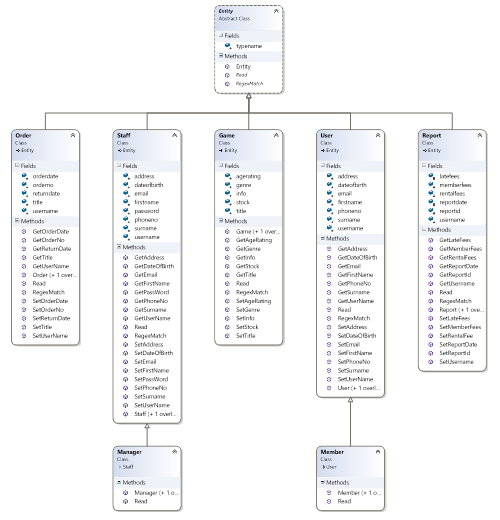 Entity
Abstract Class
Fields
typename
Methods
Entity
Read
RegexMatch
Order
Class
Entity
Fields
orderdate
orderno
returndate
title
username
Methods
GetOrderDate
GetOrderNo
GetReturnDate
GetTitle
GetUserName
Order (+ 1 over...
Read
RegexMatch
SetOrderDate
SetOrderNo
SetReturnDate
SetTitle
SetUserName
Staff
Class
Entity
Fields
address
dateofbirth
email
firstname
password
phoneno
surname
username
Methods
GetAddress
GetDateOfBirth
GetEmail
GetFirstName
GetPassWord
GetPhoneNo
GetSurname
GetUserName
Read
RegexMatch
SetAddress
SetDateOfBirth
SetEmail
SetFirstName
SetPassWord
SetPhoneNo
SetSurname
SetUserName
Staff (+ 1 overl...
Game
Class
Entity
Fields
agerating
genre
info
stock
title
Methods
Game (+ 1 over...
GetAgeRating
GetGenre
GetInfo
GetStock
GetTitle
Read
RegexMatch
SetAgeRating
SetGenre
SetInfo
SetStock
SetTitle
User
Class
Entity
Fields
address
dateofbirth
email
firstname
phoneno
surname
username
Methods
GetAddress
GetDateOfBirth
GetEmail
GetFirstName
GetPhoneNo
GetSurname
GetUserName
Read
RegexMatch
SetAddress
SetDateOfBirth
SetEmail
SetFirstName
SetPhoneNo
SetSurname
SetUserName
User (+ 1 overl...
Report
Class
Entity
Fields
latefees
memberfees
rentalfees
reportdate
reportid
username
Methods
GetLateFees
GetMemberFees
GetRentalFees
GetReportDate
GetReportId
GetUsername
Read
RegexMatch
Report (+ 1 ove...
SetLateFees
SetMemberFees
SetRentalFee
SetReportDate
SetReportId
SetUsername
Manager
Class
Staff
Methods
Manager (+ 1 o...
Read
Member
Class
User
Methods
Member (+ 1 o...
Read